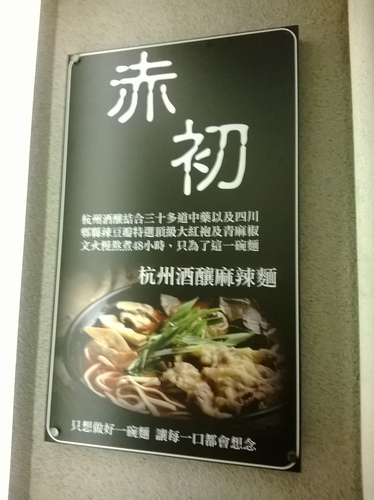 赤
初
杭州酒釀結合三十多道中藥以及四川
郫縣辣豆瓣特選頂級大紅袍及青麻椒
文火慢熬煮48小時、只為了這一碗麵
杭州酒釀麻辣麵
只想做好一碗麵 讓每一口都會想念